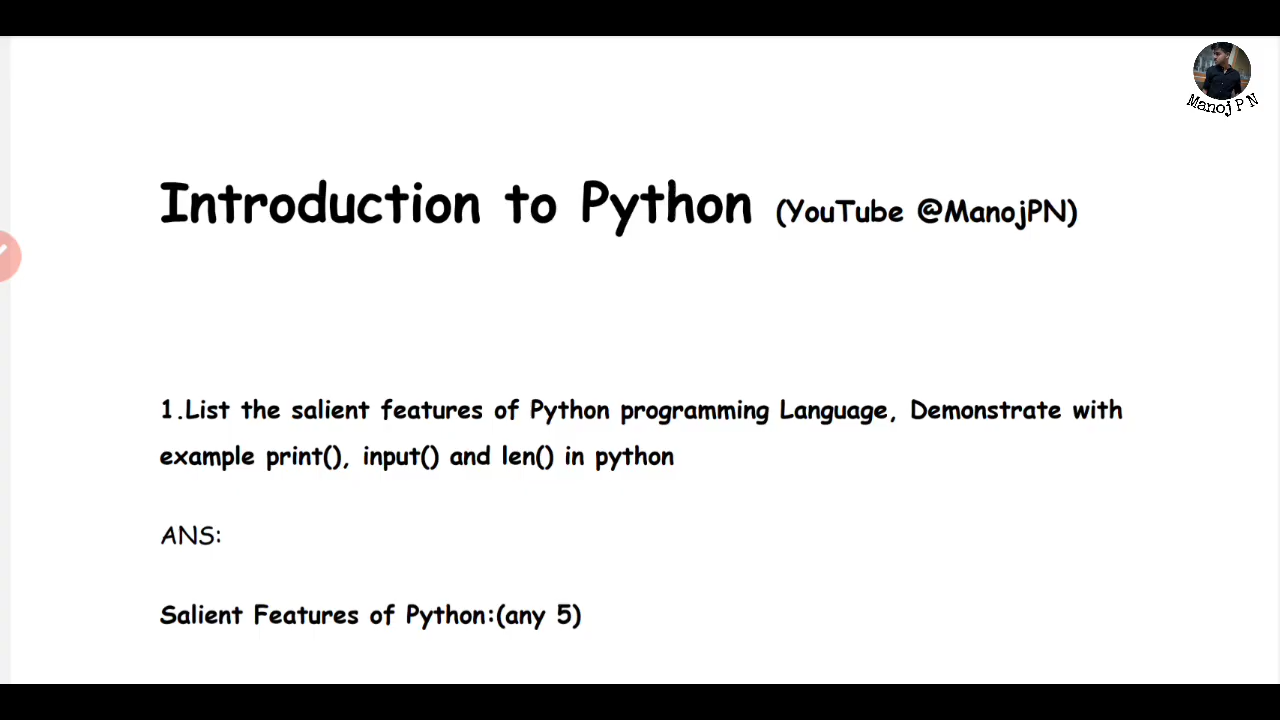 Manoj P N
Introduction to Python (YouTube @ManojPN)
1.List the salient features of Python programming Language, Demonstrate with
example print(), input() and len() in python
ANS:
Salient Features of Python:(any 5)